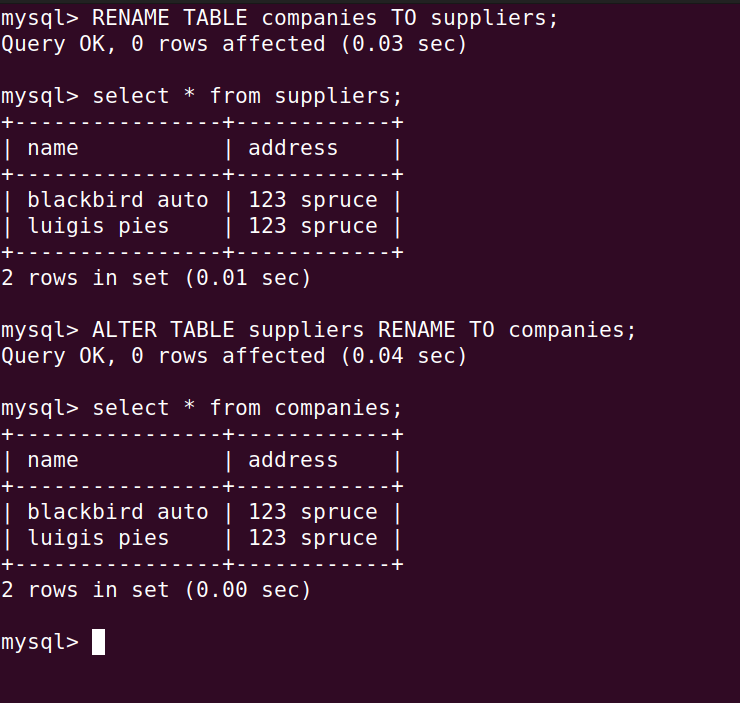 mysql> RENAME TABLE companies TO suppliers;
Query OK, 0 rows affected (0.03 sec)
mysql> select * from suppliers;
+----------------+------------+
| name           | address    |
+----------------+------------+
| blackbird auto | 123 spruce |
| luigis pies    | 123 spruce |
+----------------+------------+
2 rows in set (0.01 sec)
mysql> ALTER TABLE suppliers RENAME TO companies;
Query OK, 0 rows affected (0.04 sec)
mysql> select * from companies;
+----------------+------------+
| name           | address    |
+----------------+------------+
| blackbird auto | 123 spruce |
| luigis pies    | 123 spruce |
+----------------+------------+
2 rows in set (0.00 sec)
mysql>